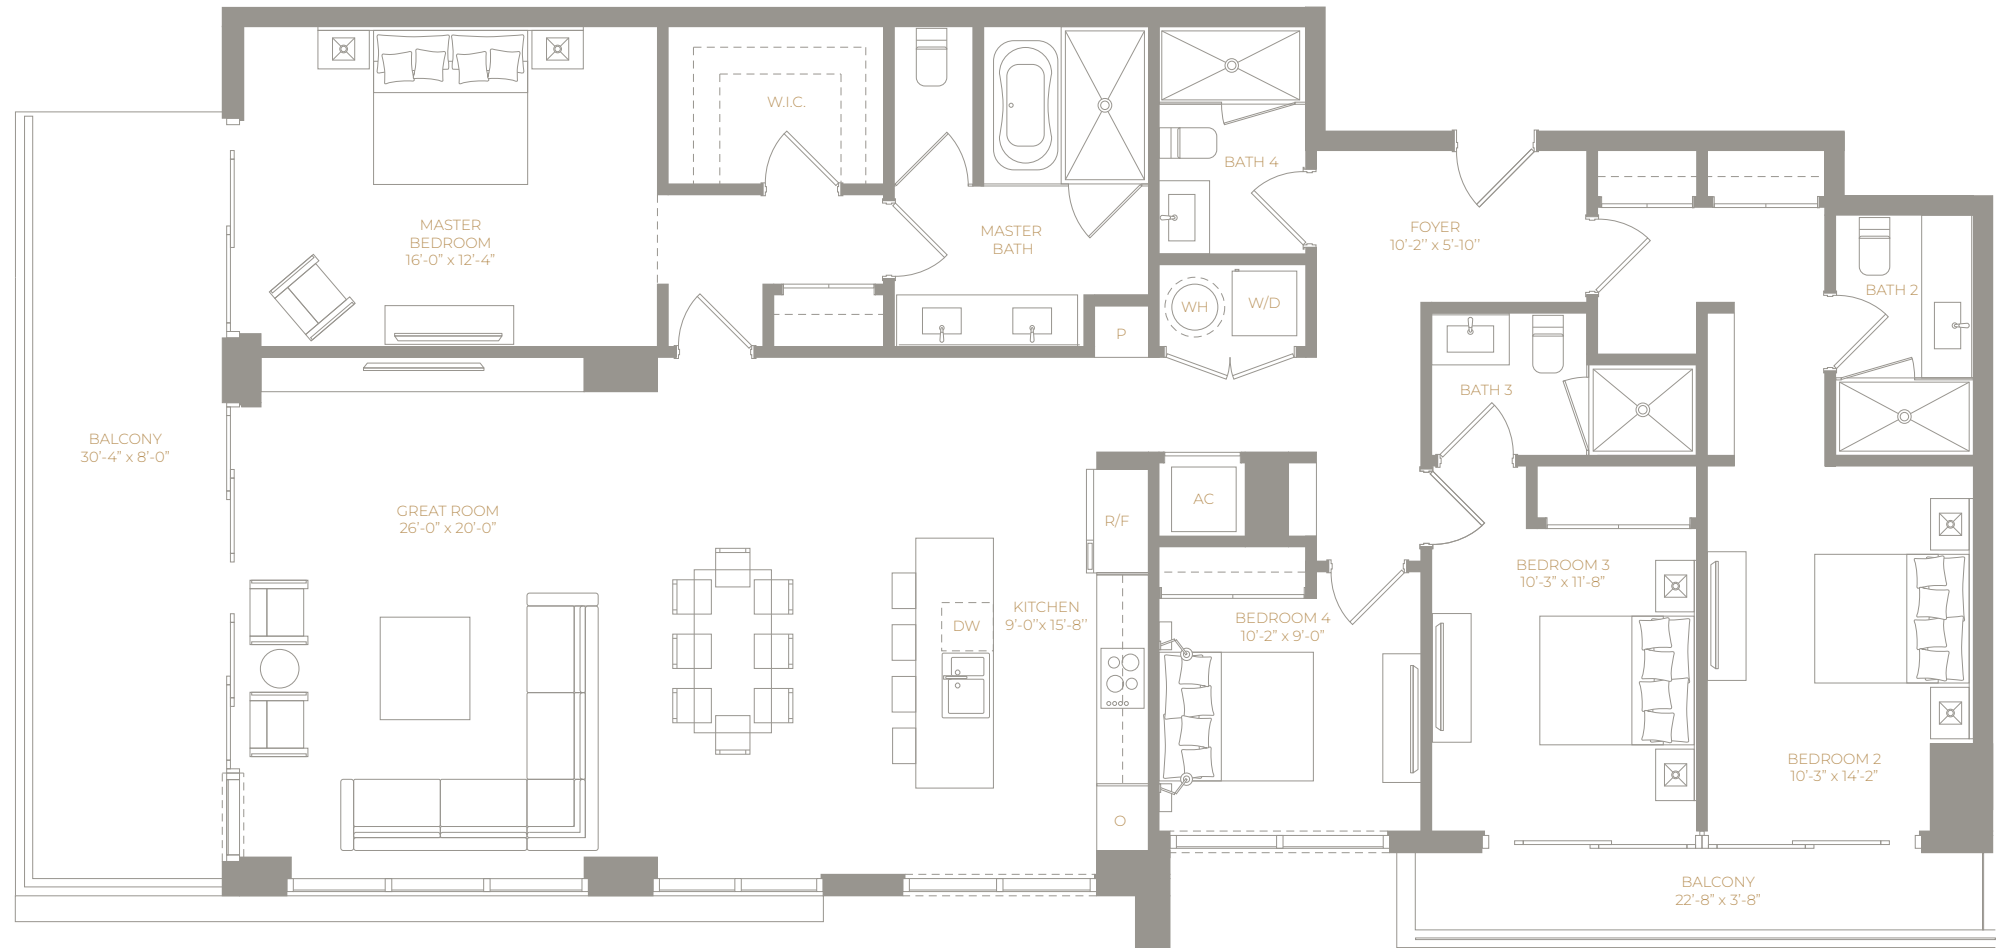 W.I.C.
MASTER
BEDROOM
16'-0" x 12'-4"
MASTER
BATH
BATH 4
FOYER
10'-2'' x 5'-10''
WH
W/D
P
BATH 2
BATH 3
BALCONY
30'-4" x 8'-0"
GREAT ROOM
26'-0" x 20'-0"
R/F
AC
KITCHEN
9'-0''x 15'-8''
DW
O
BEDROOM 4
10'-2" x 9'-0"
BEDROOM 3
10'-3" x 11'-8"
BEDROOM 2
10'-3" x 14'-2"
BALCONY
22'-8" x 3'-8"